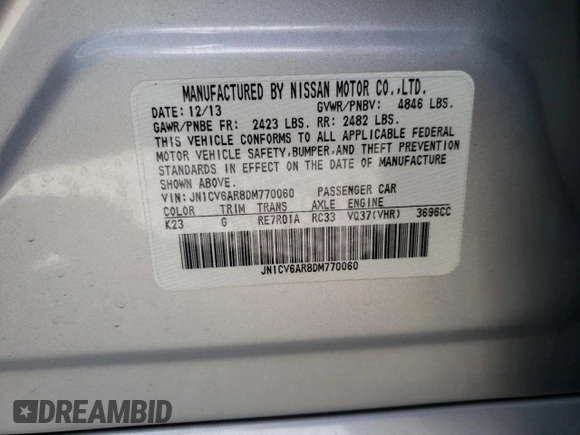 MANUFACTURED BY NISSAN MOTOR CO.,LTD.
DATE: 12/13 GVWR/PNBV: 4846 LBS.
GAWR/PNBE FR: 2423 LBS. RR: 2482 LBS.
THIS VEHICLE CONFORMS TO ALL APPLICABLE FEDERAL
MOTOR VEHICLE SAFETY,BUMPER,AND THEFT PREVENTION
STANDARDS IN EFFECT ON THE DATE OF MANUFACTURE
SHOWN ABOVE.
VIN: JN1CV6AR8DM770060 PASSENGER CAR
COLOR TRIM TRANS AXLE ENGINE
K23 G RE7R01A RC33 VQ37(VHR) 3696CC
JN1CV6AR8DM770060
DREAMBID